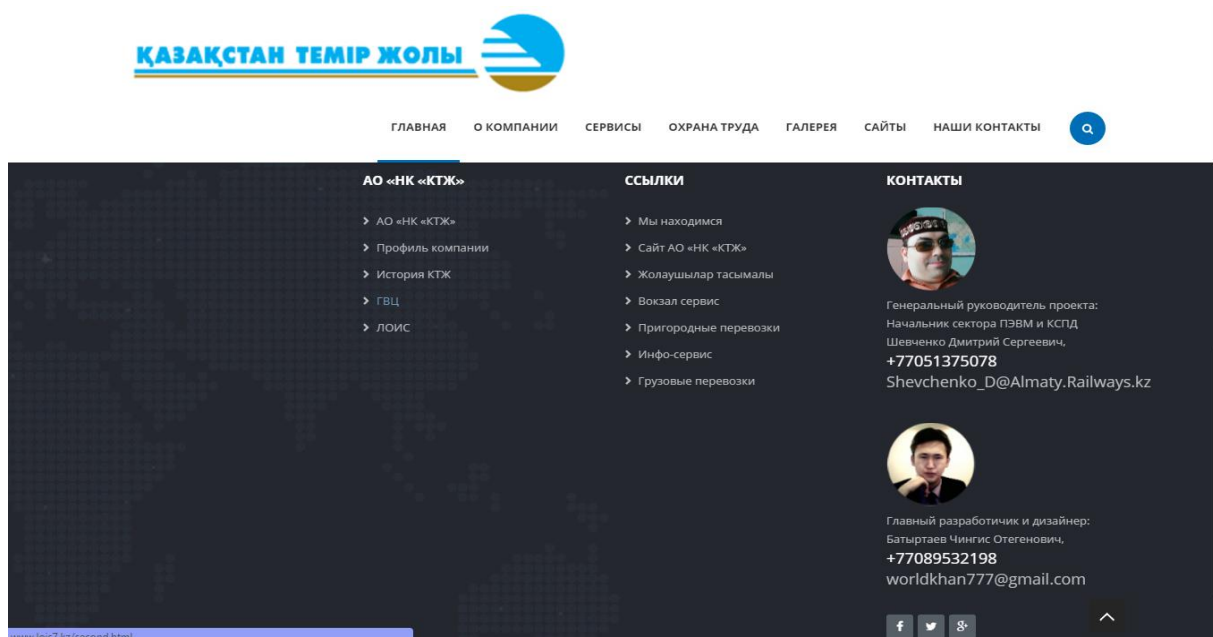 ҚАЗАҚСТАН ТЕМІР ЖОЛЫ
ГЛАВНАЯ О КОМПАНИИ СЕРВИСЫ ОХРАНА ТРУДА ГАЛЕРЕЯ САЙТЫ НАШИ КОНТАКТЫ
АО «НК «КТЖ»
АО «НК «КТЖ»
Профиль компании
История КТЖ
ГВЦ
ЛОИС
ССЫЛКИ
Мы находимся
Сайт АО «НК «КТЖ»
Жолаушылар тасымалы
Вокзал сервис
Пригородные перевозки
Инфо-сервис
Грузовые перевозки
КОНТАКТЫ
Генеральный руководитель проекта:
Начальник сектора ПЭВМ и КСПД
Шевченко Дмитрий Сергеевич,
+77051375078
Shevchenko_D@Almaty.Railways.kz
Главный разработичик и дизайнер:
Батыртаев Чингис Отегенович,
+77089532198
worldkhan777@gmail.com